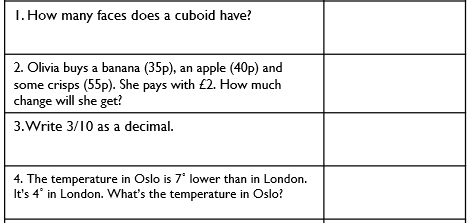 1. How many faces does a cuboid have?
2. Olivia buys a banana (35p), an apple (40p) and
some crisps (55p). She pays with £2. How much
change will she get?
3.Write 3/10 as a decimal.
4. The temperature in Oslo is 7˚ lower than in London.
It's 4˚ in London. What's the temperature in Oslo?